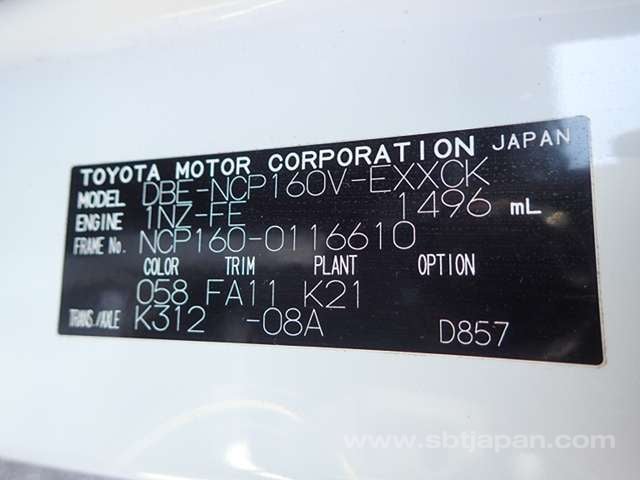 TOYOTA MOTOR CORPORATION JAPAN
MODEL DBE-NCP160V-EXXCK
ENGINE 1NZ-FE 1496 mL
FRAME No. NCP160-0116610
COLOR TRIM PLANT OPTION
058 FA11 K21
TRANS./AXLE K312 -08A D857
www.sbtjapan.com